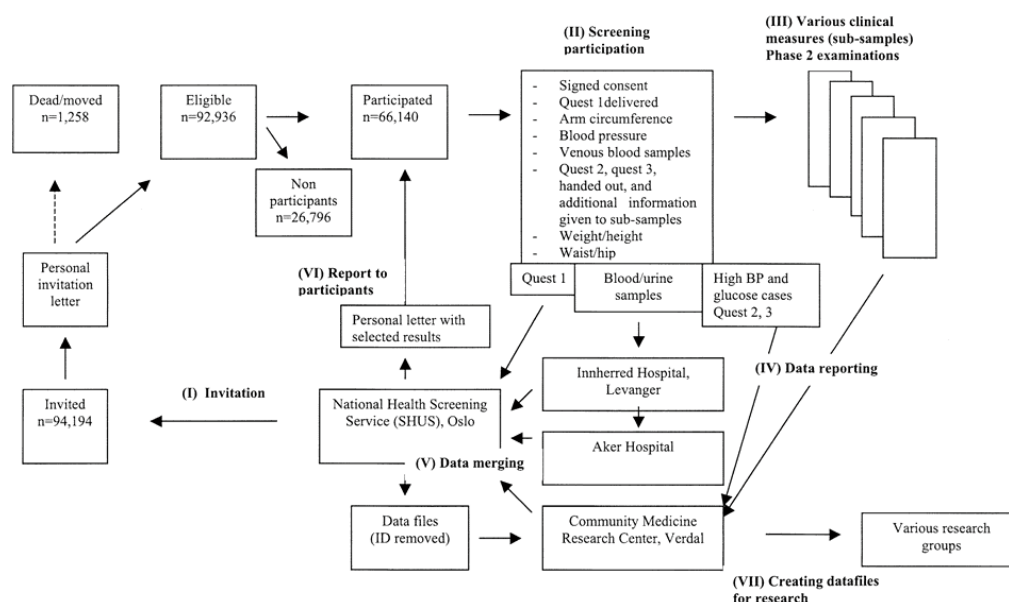 (II) Screening
participation
(III) Various clinical
measures (sub-samples)
Phase 2 examinations
Dead/moved
n=1,258
Eligible
n=92,936
Participated
n=66,140
- Signed consent
- Quest 1delivered
- Arm circumference
- Blood pressure
- Venous blood samples
- Quest 2, quest 3,
handed out, and
additional information
given to sub-samples
- Weight/height
- Waist/hip
Non
participants
n=26,796
Personal
invitation
letter
(VI) Report to
participants
Quest 1
Blood/urine
samples
High BP and
glucose cases
Quest 2, 3
Personal letter with
selected results
(IV) Data reporting
Invited
n=94,194
(I) Invitation
National Health Screening
Service (SHUS), Oslo
Innherred Hospital,
Levanger
Aker Hospital
(V) Data merging
Data files
(ID removed)
Community Medicine
Research Center, Verdal
Various research
groups
(VII) Creating datafiles
for research